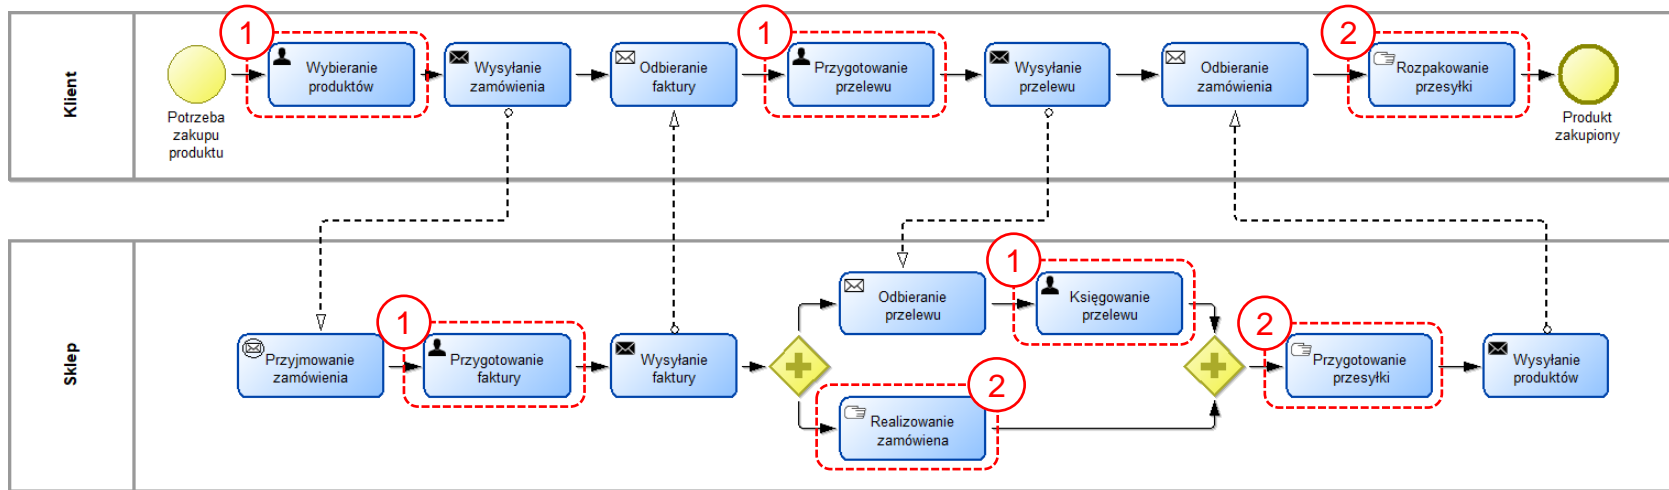 Klient
Potrzeba
zakupu
produktu
1
Wybieranie
produktów
Wysyłanie
zamówienia
Odbieranie
faktury
1
Przygotowanie
przelewu
Wysyłanie
przelewu
Odbieranie
zamówienia
2
Rozpakowanie
przesyłki
Produkt
zakupiony
Sklep
Przyjmowanie
zamówienia
1
Przygotowanie
faktury
Wysyłanie
faktury
Odbieranie
przelewu
1
Księgowanie
przelewu
2
Realizowanie
zamówiena
2
Przygotowanie
przesyłki
Wysyłanie
produktów